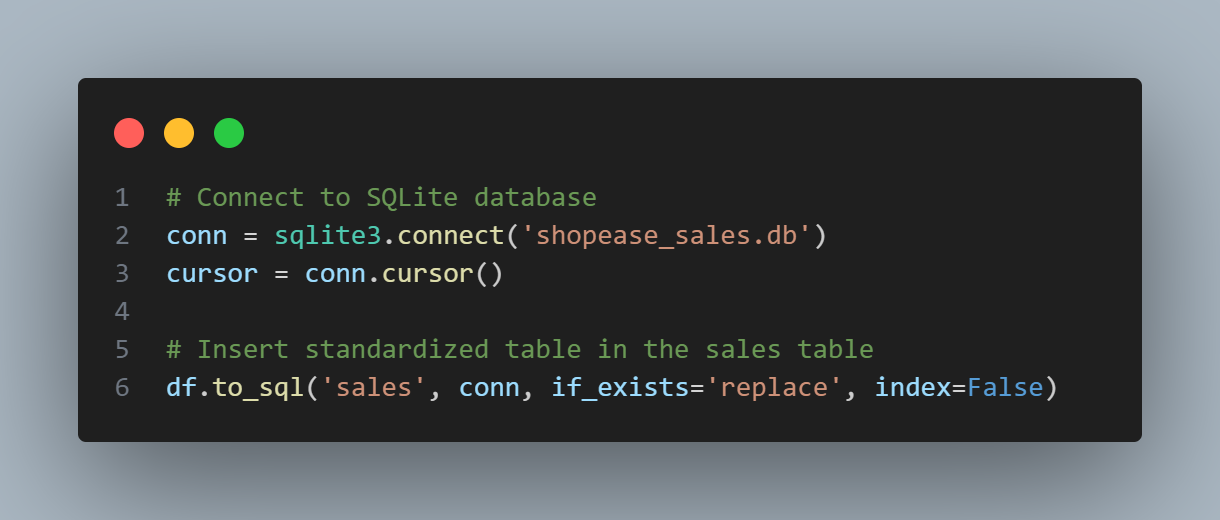 1 # Connect to SQLite database
2 conn = sqlite3.connect('shopease_sales.db')
3 cursor = conn.cursor()
4
5 # Insert standardized table in the sales table
6 df.to_sql('sales', conn, if_exists='replace', index=False)